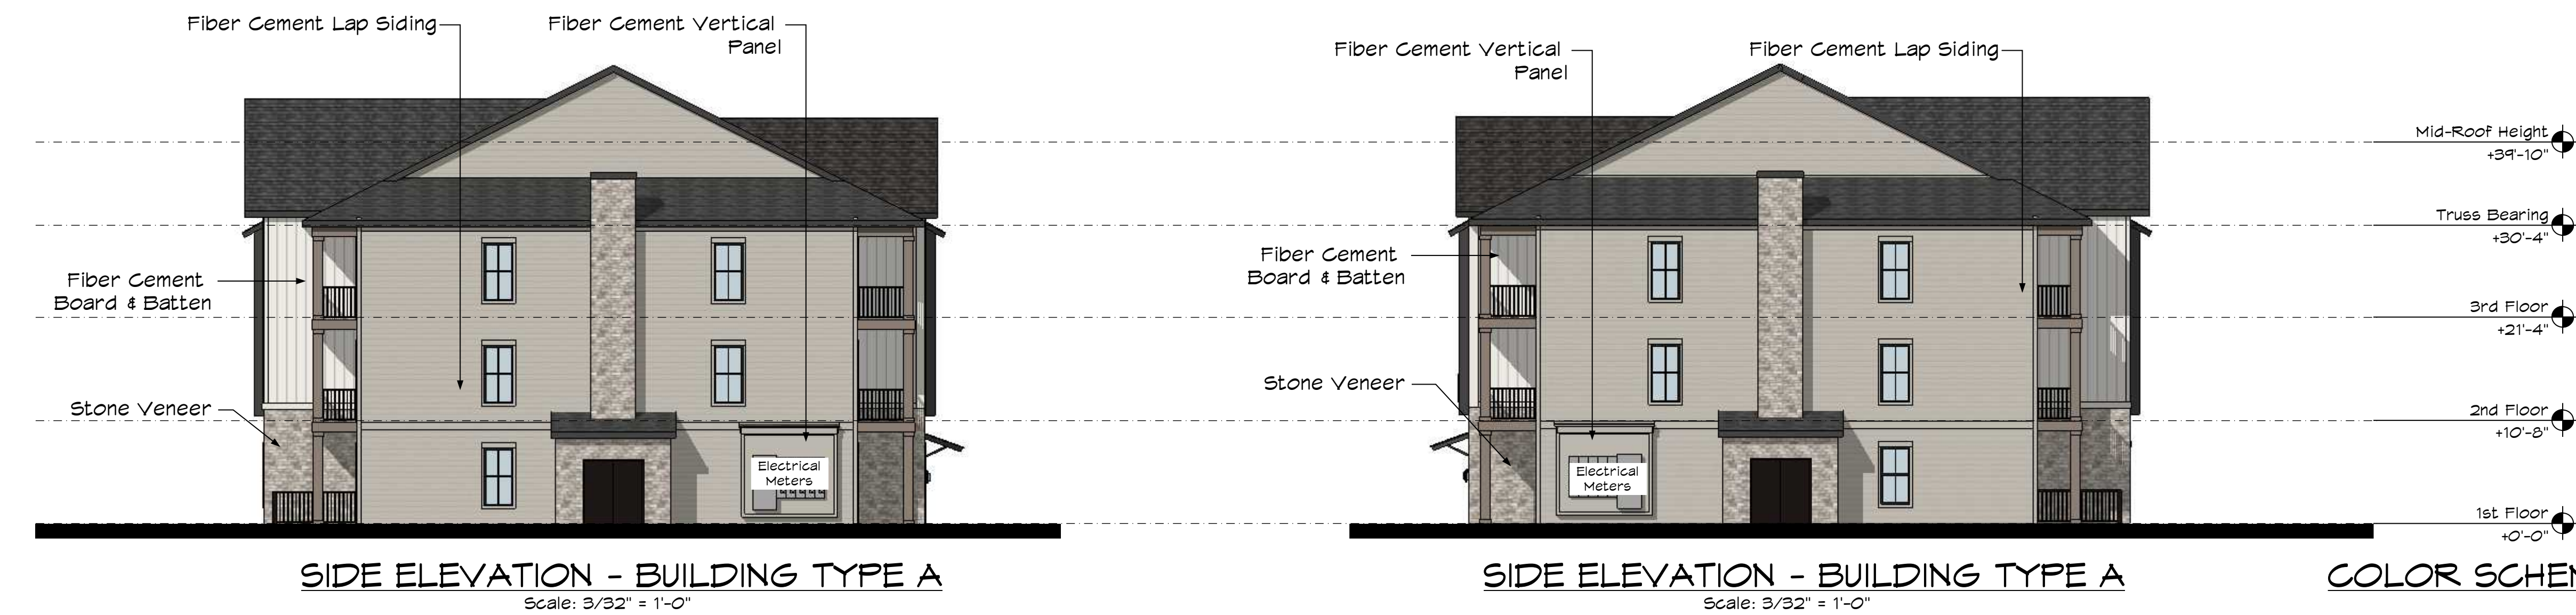 Fiber Cement Lap Siding
Fiber Cement Vertical
Panel
Fiber Cement
Board & Batten
Stone Veneer
Electrical
Meters
SIDE ELEVATION - BUILDING TYPE A
Scale: 3/32" = 1'-0"
Fiber Cement Vertical
Panel
Fiber Cement Lap Siding
Fiber Cement
Board & Batten
Stone Veneer
Electrical
Meters
SIDE ELEVATION - BUILDING TYPE A
Scale: 3/32" = 1'-0"
Mid-Roof Height
+39'-10"
Truss Bearing
+30'-4"
3rd Floor
+21'-4"
2nd Floor
+10'-8"
1st Floor
+0'-0"
COLOR